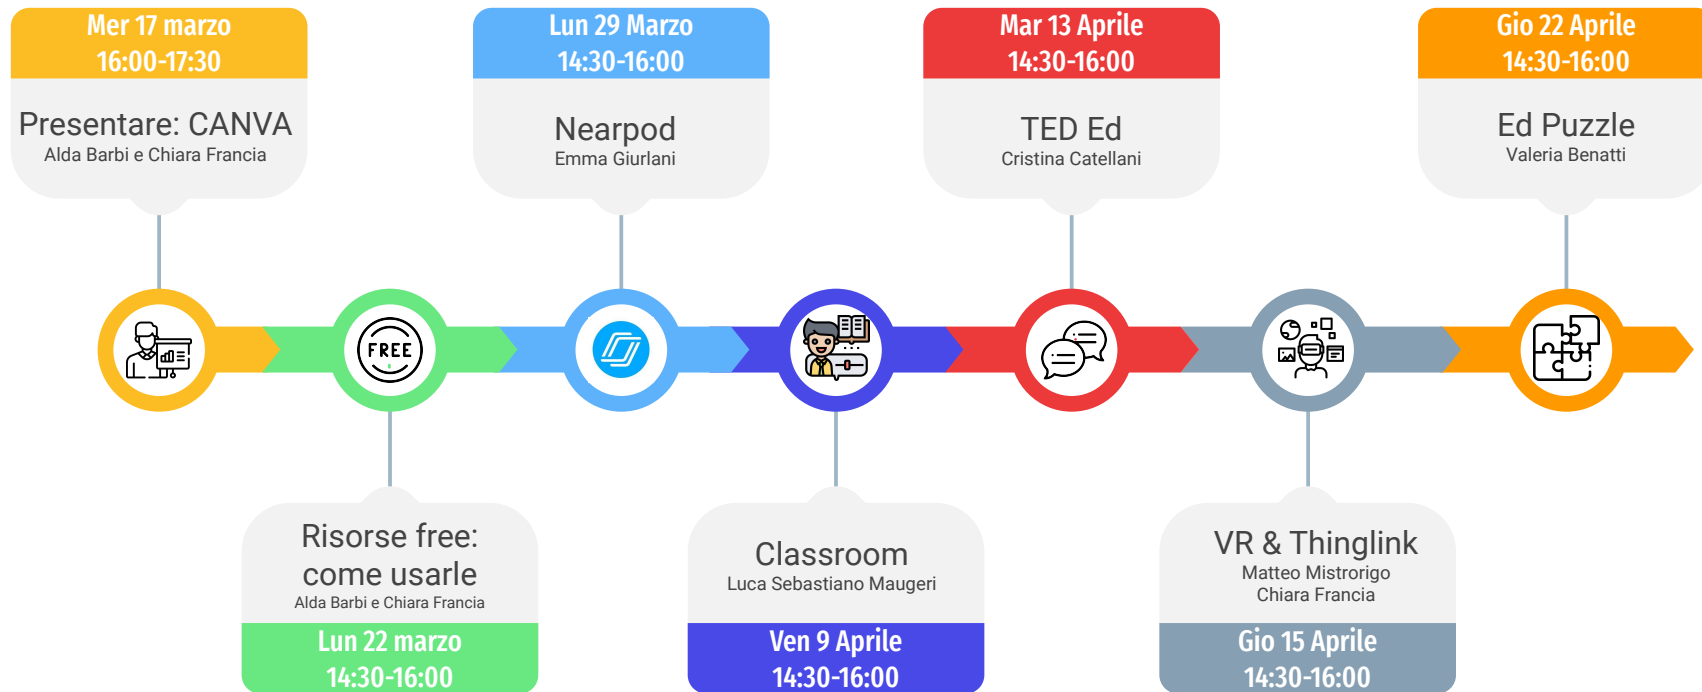 Mer 17 marzo
16:00-17:30
Presentare: CANVA
Alda Barbi e Chiara Francia
Lun 29 Marzo
14:30-16:00
Nearpod
Emma Giurlani
Mar 13 Aprile
14:30-16:00
TED Ed
Cristina Catellani
Gio 22 Aprile
14:30-16:00
Ed Puzzle
Valeria Benatti
FREE
Risorse free:
come usarle
Alda Barbi e Chiara Francia
Lun 22 marzo
14:30-16:00
Classroom
Luca Sebastiano Maugeri
Ven 9 Aprile
14:30-16:00
VR & Thinglink
Matteo Mistrorigo
Chiara Francia
Gio 15 Aprile
14:30-16:00